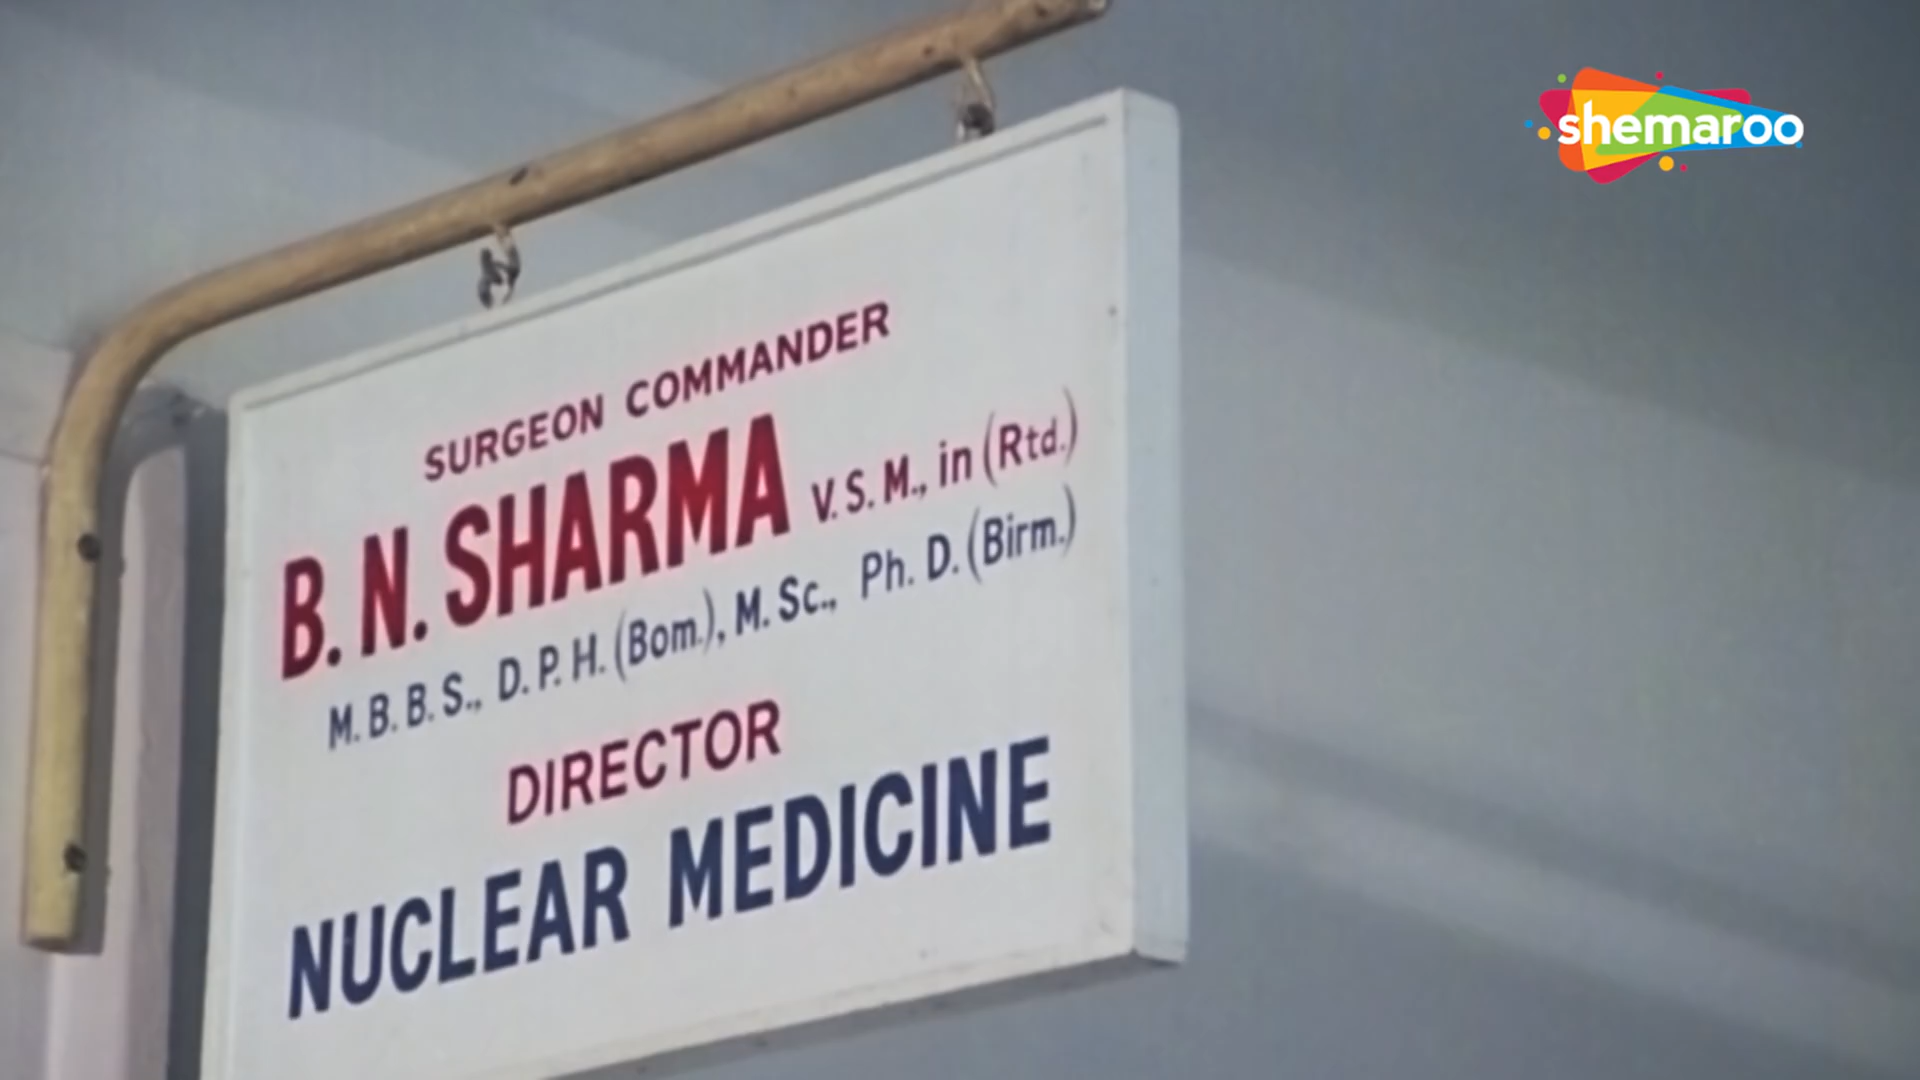 shemaroo
SURGEON COMMANDER
B. N. SHARMA V. S. M., in (Rtd.)
M. B. B. S., D. P. H. (Bom.), M. Sc., Ph. D. (Birm.)
DIRECTOR
NUCLEAR MEDICINE